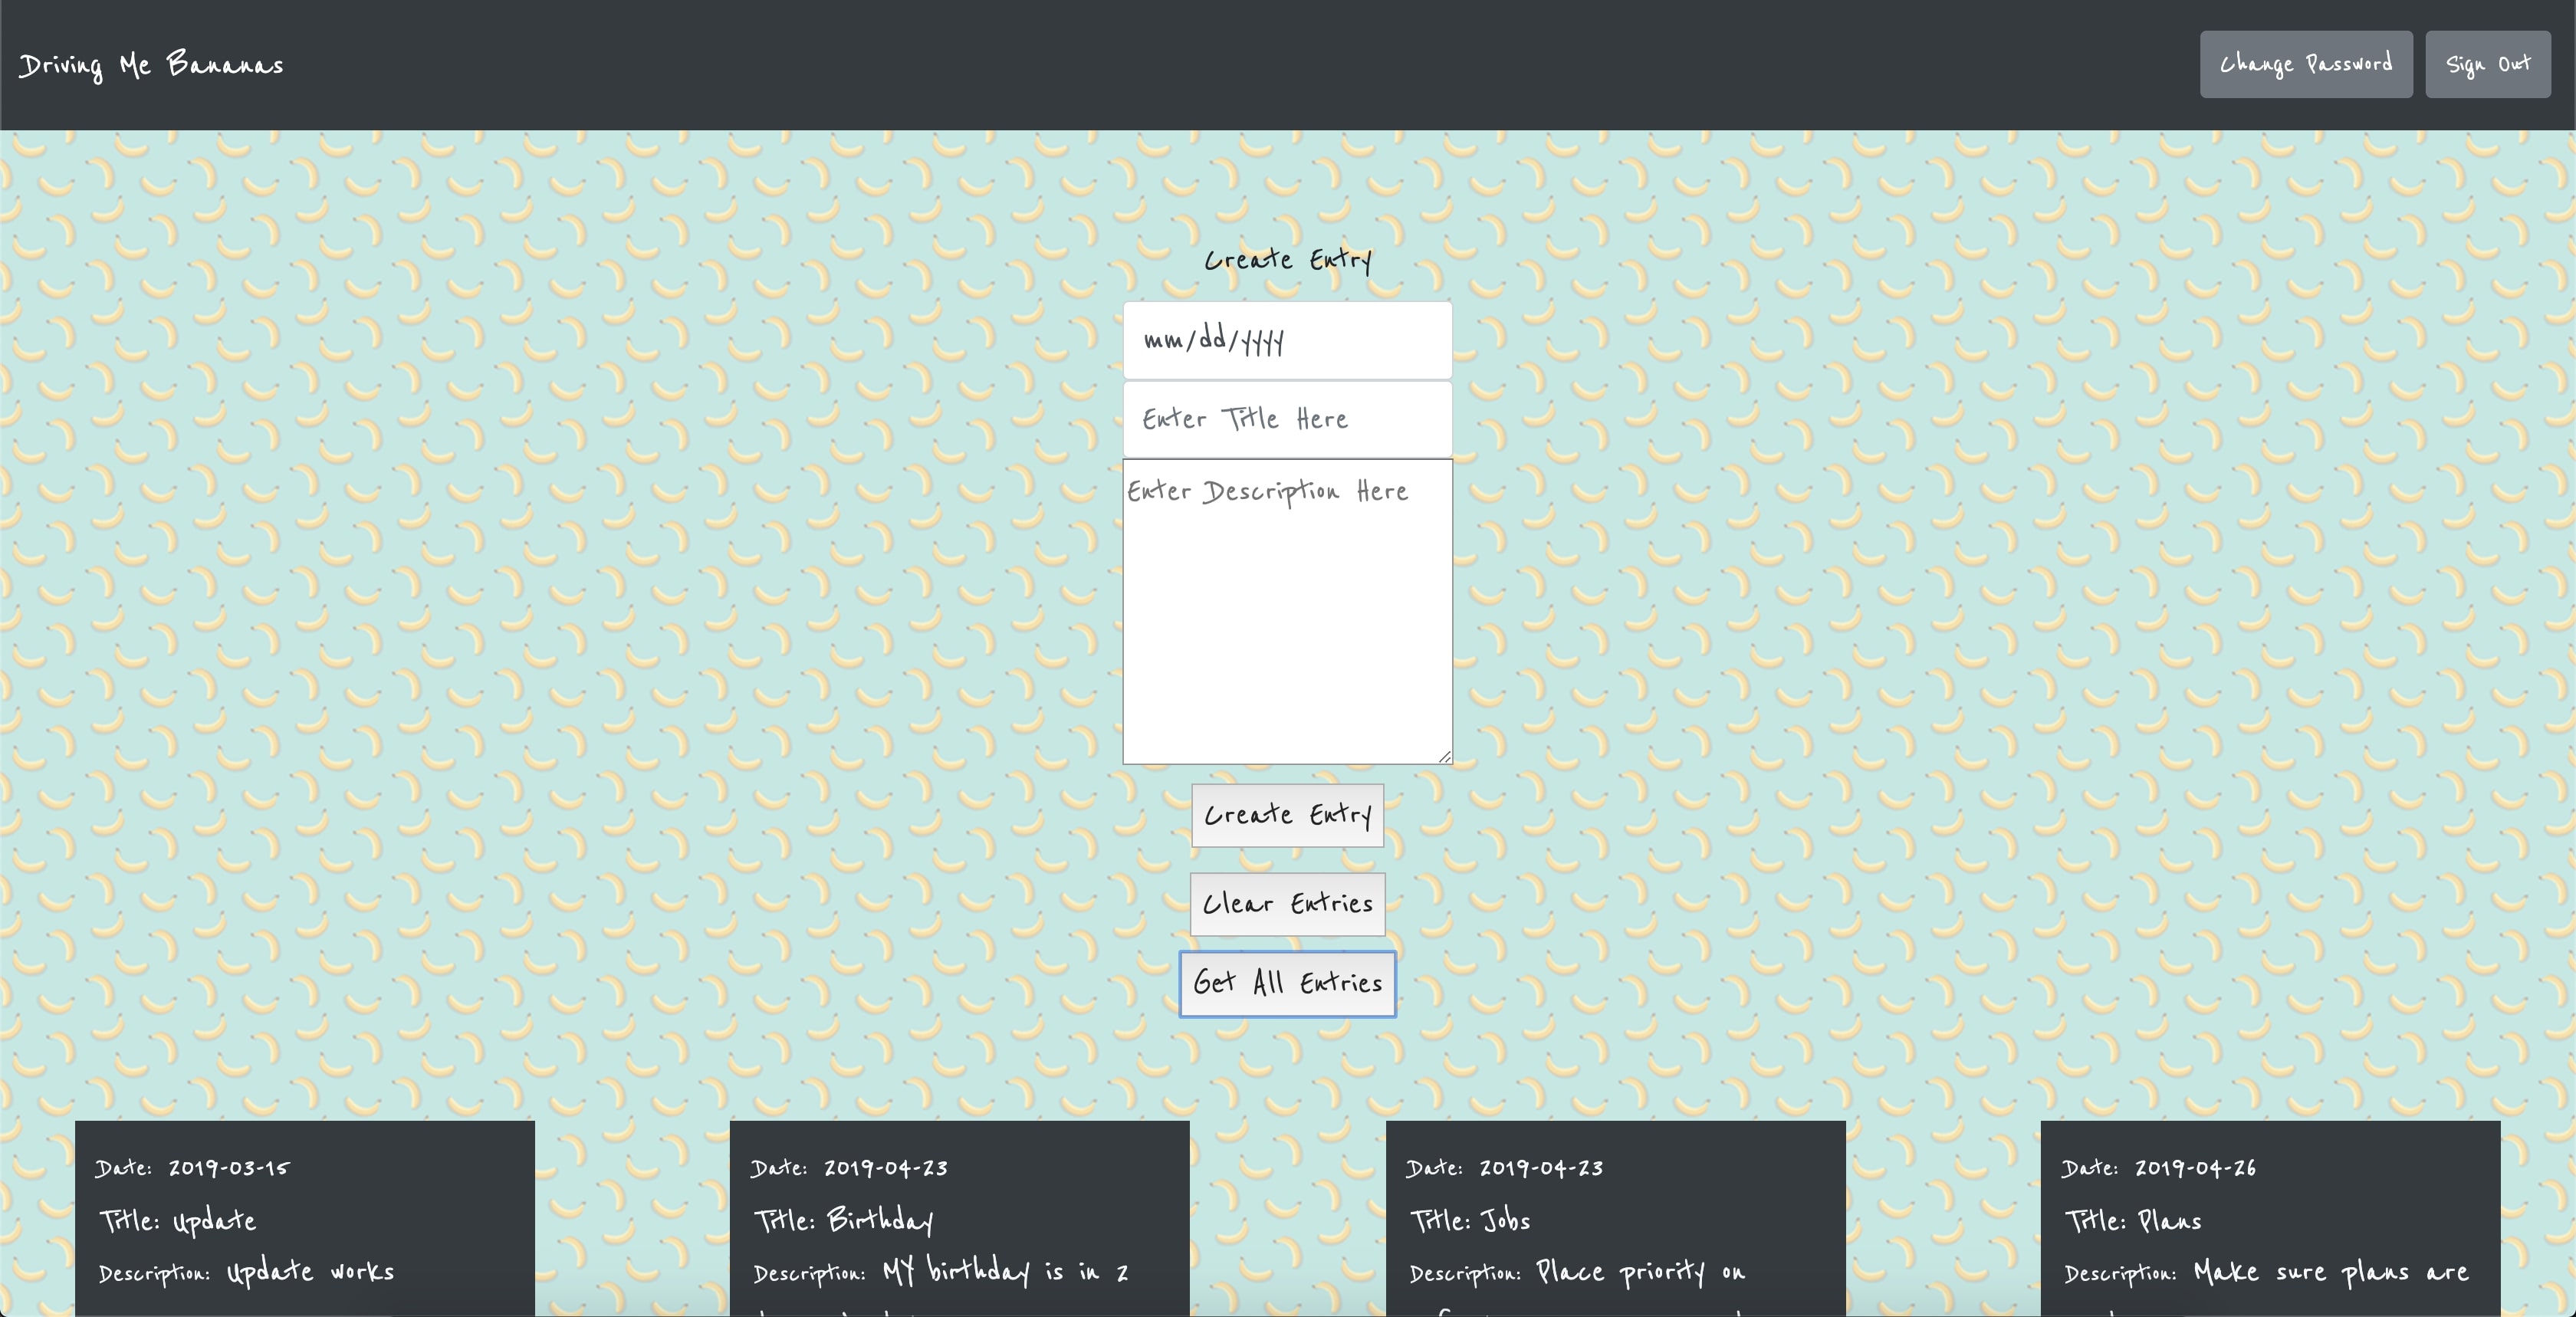 Driving Me Bananas
Change Password
Sign Out
Create Entry
mm/dd/yyyy
Enter Title Here
Enter Description Here
Create Entry
Clear Entries
Get All Entries
Date: 2019-03-15
Title: update
Description: update works
Date: 2019-04-23
Title: Birthday
Description: MY birthday is in 2
Date: 2019-04-23
Title: Jobs
Description: Place priority on
Date: 2019-04-26
Title: Plans
Description: Make sure plans are